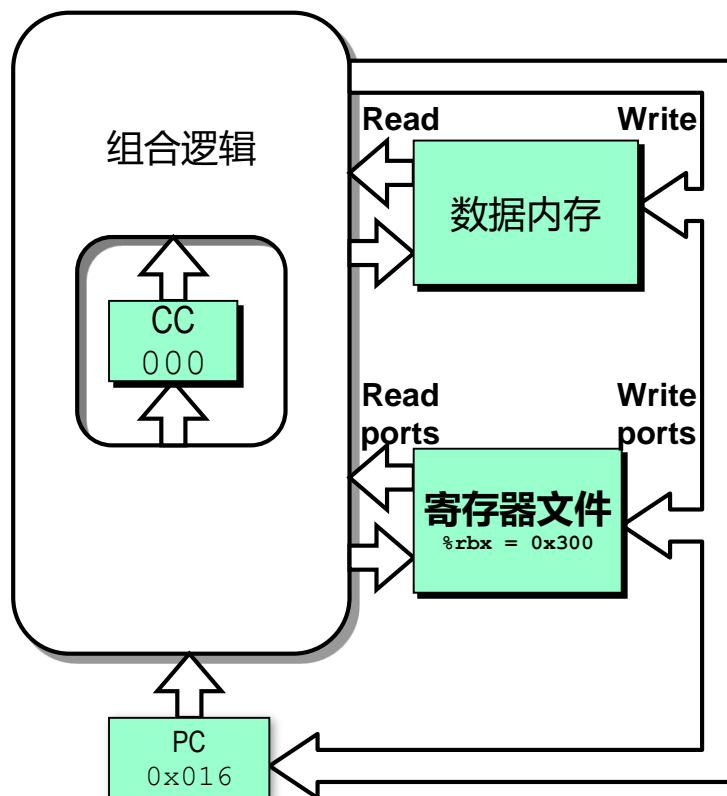 组合逻辑
Read
Write
数据内存
CC
000
Read
ports
Write
ports
寄存器文件
%rbx = 0x300
PC
0x016